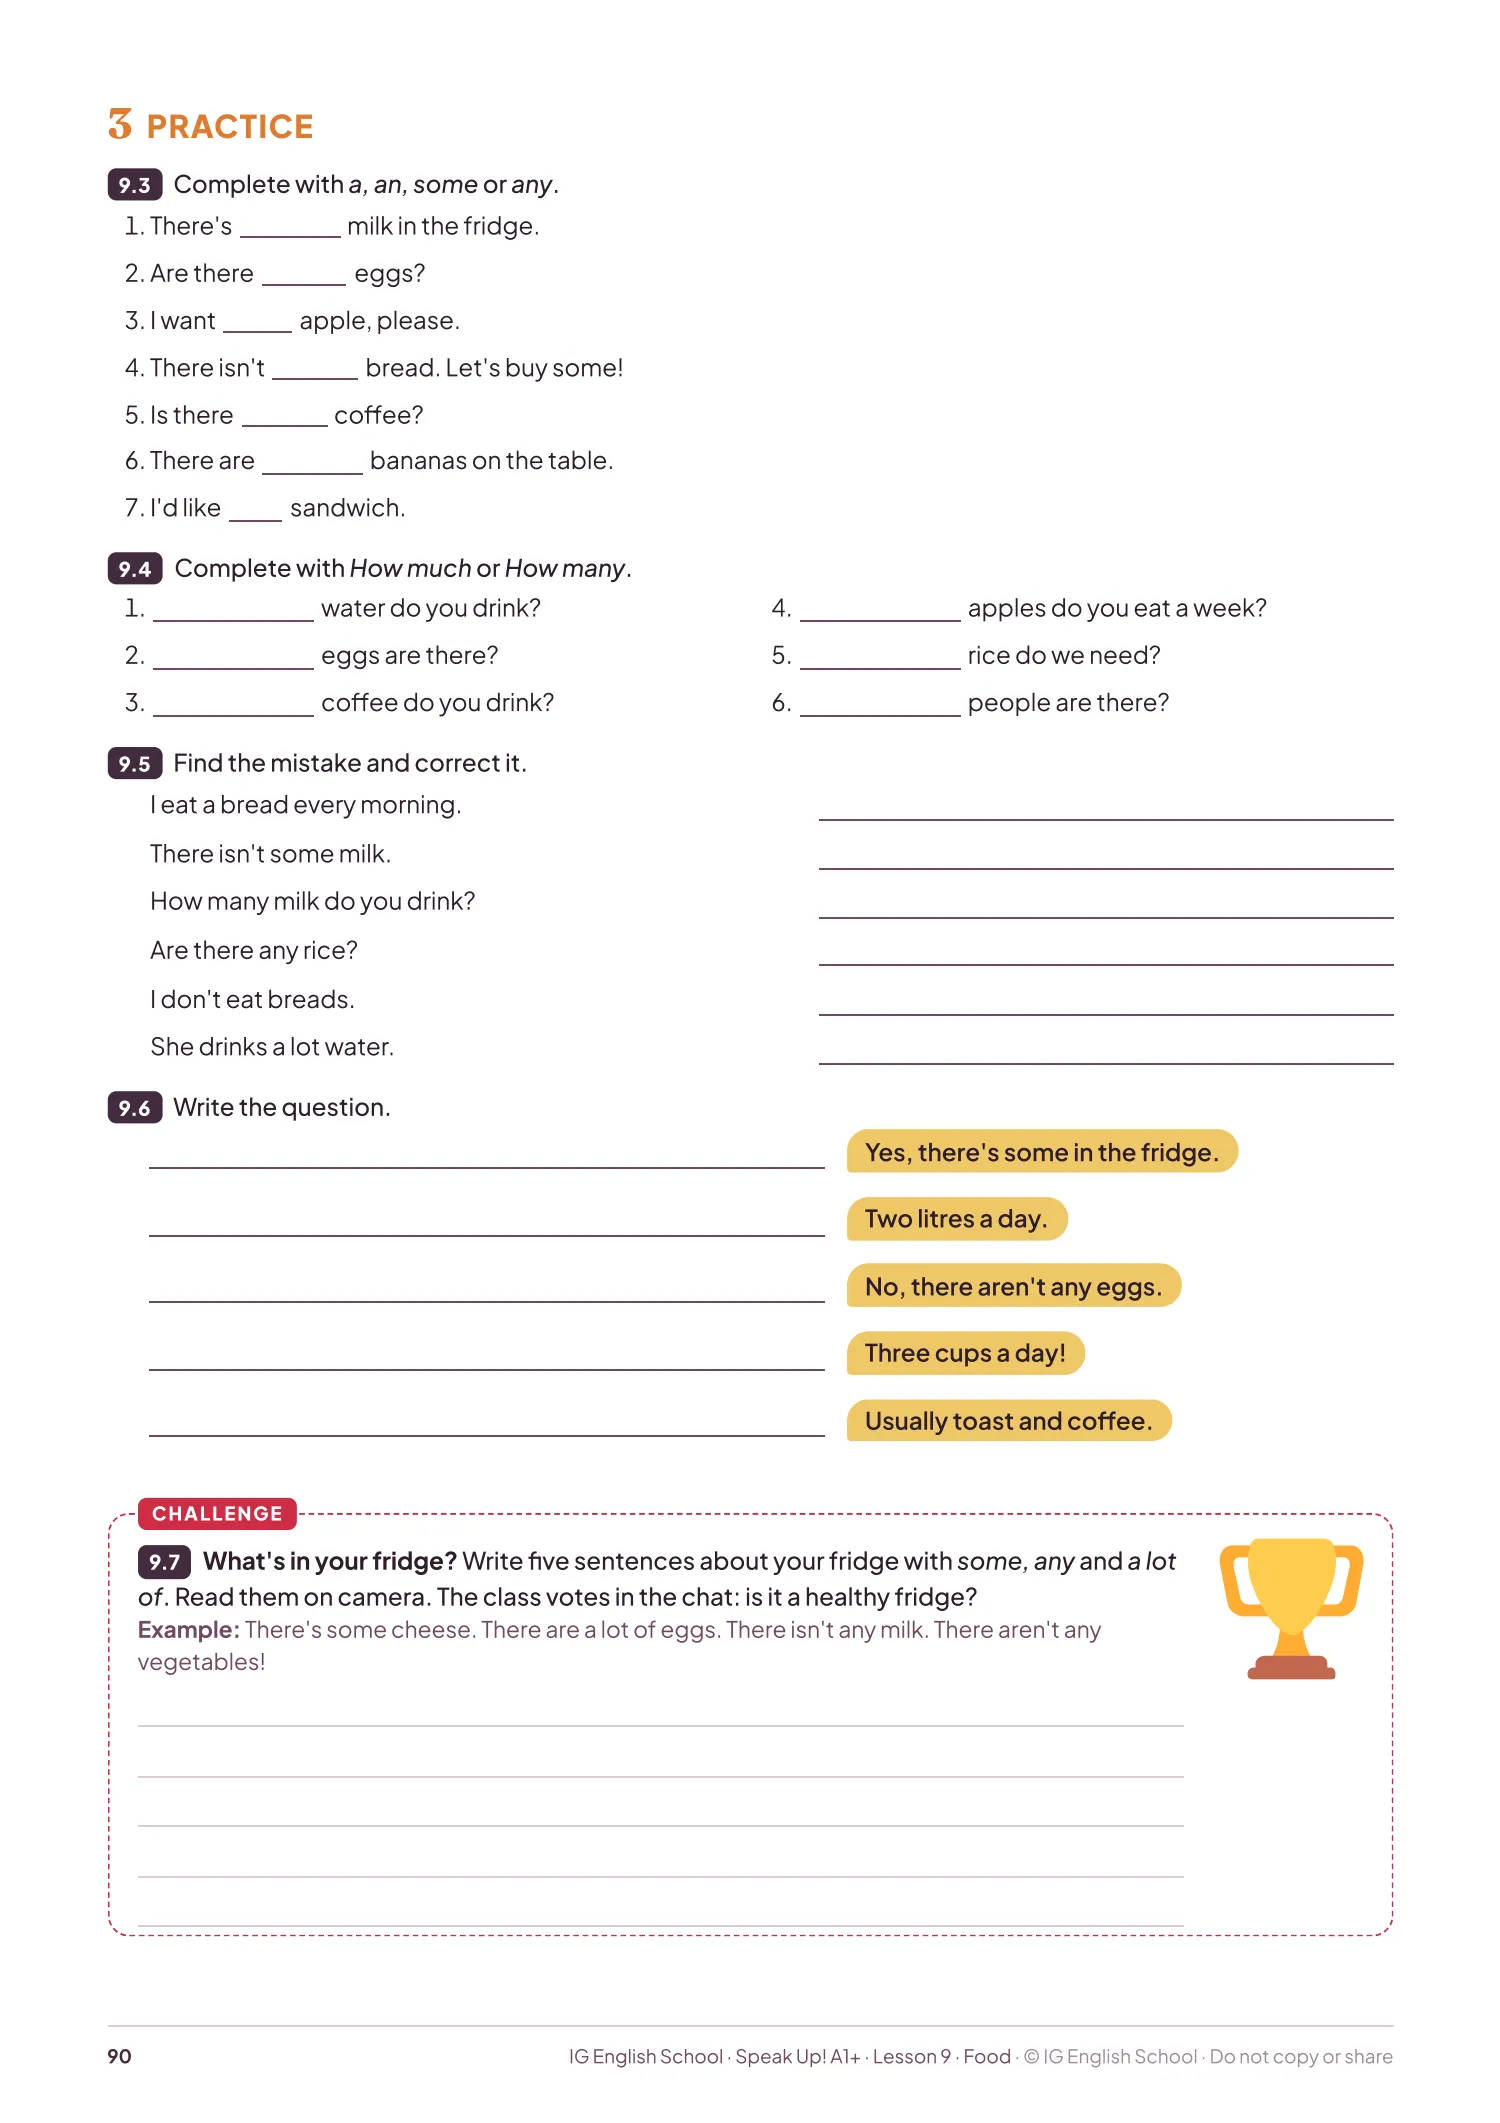 3 PRACTICE
9.3 Complete with a, an, some or any.
1. There's ________ milk in the fridge.
2. Are there _______ eggs?
3. I want ______ apple, please.
4. There isn't _______ bread. Let's buy some!
5. Is there _______ coffee?
6. There are ________ bananas on the table.
7. I'd like ____ sandwich.
9.4 Complete with How much or How many.
1. _____________ water do you drink?
2. _____________ eggs are there?
3. _____________ coffee do you drink?
4. _____________ apples do you eat a week?
5. _____________ rice do we need?
6. _____________ people are there?
9.5 Find the mistake and correct it.
I eat a bread every morning.
There isn't some milk.
How many milk do you drink?
Are there any rice?
I don't eat breads.
She drinks a lot water.
9.6 Write the question.
Yes, there's some in the fridge.
Two litres a day.
No, there aren't any eggs.
Three cups a day!
Usually toast and coffee.
CHALLENGE
9.7 What's in your fridge? Write five sentences about your fridge with some, any and a lot
of. Read them on camera. The class votes in the chat: is it a healthy fridge?
Example: There's some cheese. There are a lot of eggs. There isn't any milk. There aren't any
vegetables!
90 IG English School · Speak Up! A1+ · Lesson 9 · Food · © IG English School · Do not copy or share